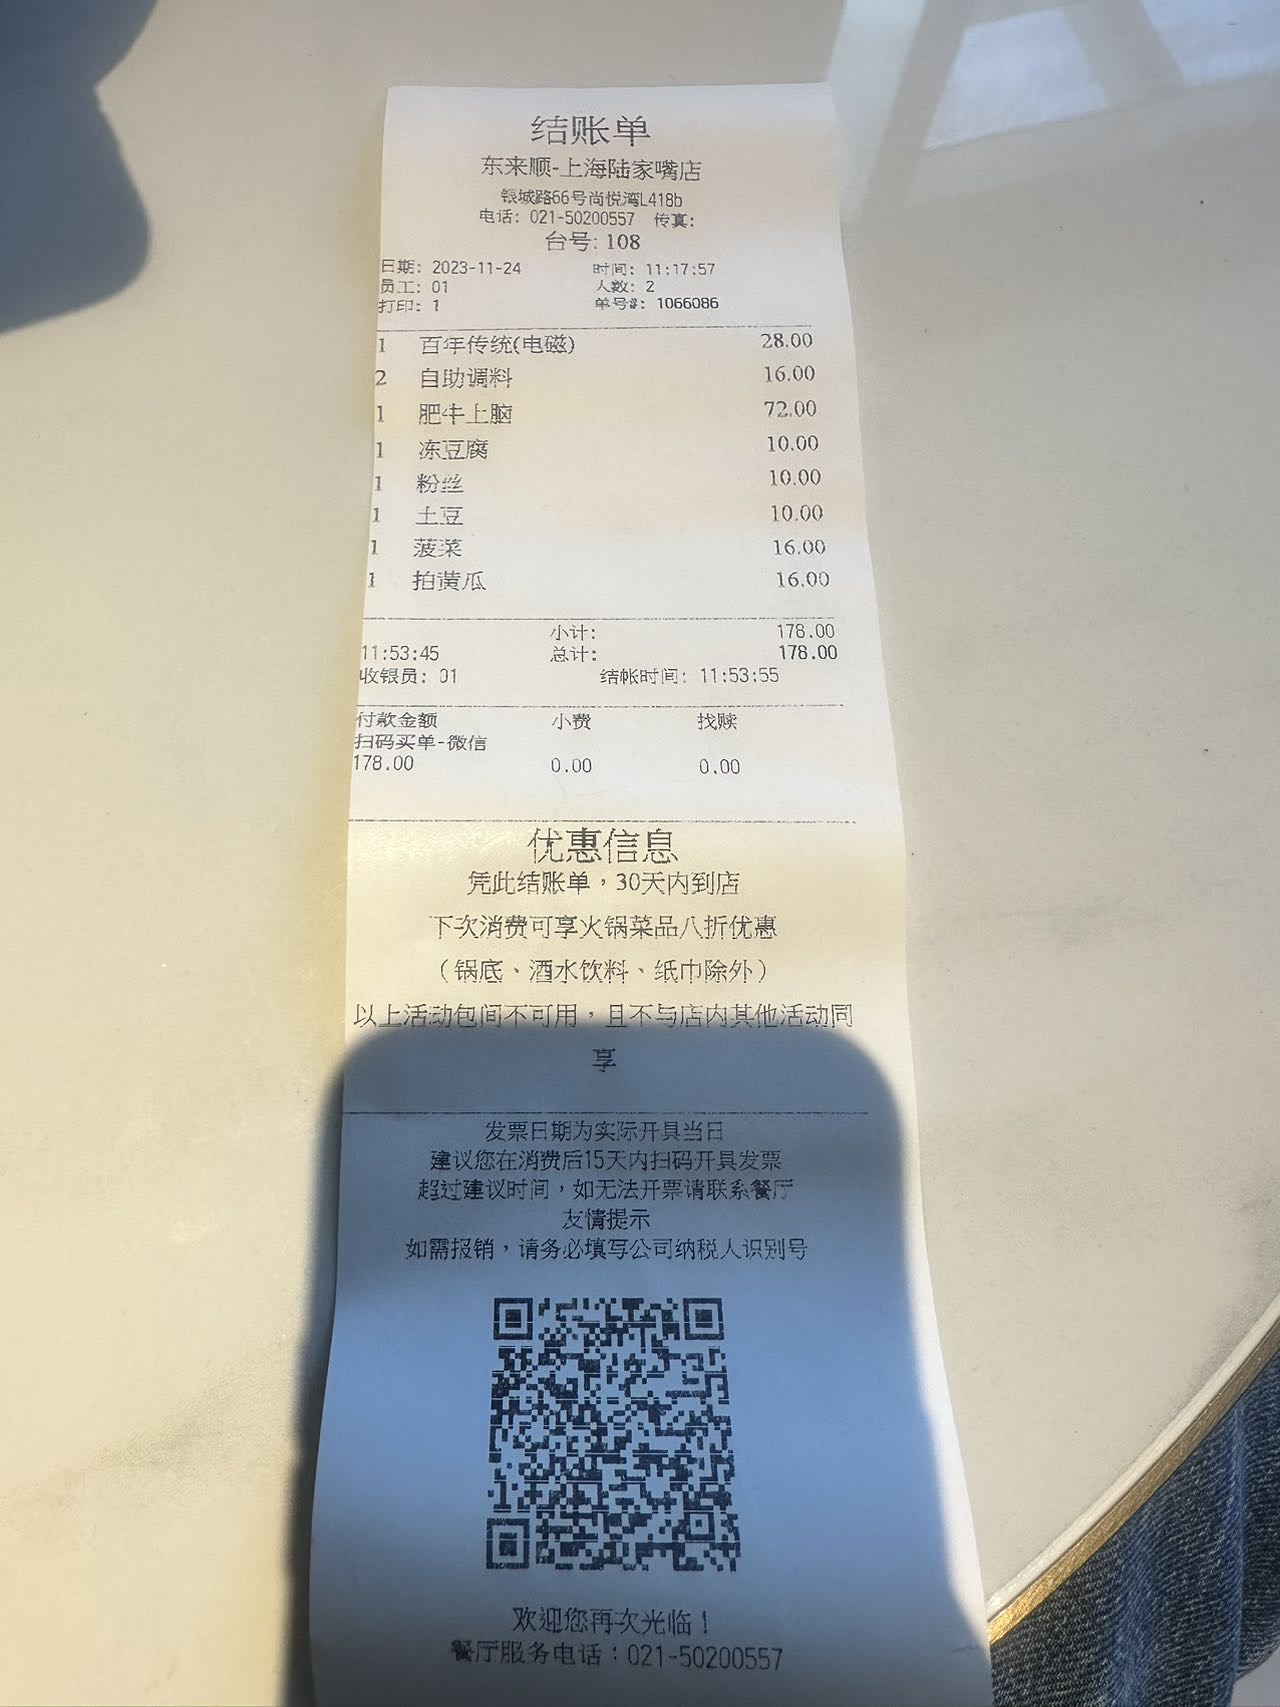 结账单
东来顺-上海陆家嘴店
银城路66号尚悦湾L418b
电话: 021-50200557 传真:
台号: 108
日期: 2023-11-24 时间: 11:17:57
员工: 01 人数: 2
打印: 1 单号#: 1066086
1 百年传统(电磁) 28.00
2 自助调料 16.00
1 肥牛上脑 72.00
1 冻豆腐 10.00
1 粉丝 10.00
1 土豆 10.00
1 菠菜 16.00
1 拍黄瓜 16.00
小计: 178.00
11:53:45 总计: 178.00
收银员: 01 结帐时间: 11:53:55
付款金额 小费 找赎
扫码买单-微信
178.00 0.00 0.00
优惠信息
凭此结账单，30天内到店
下次消费可享火锅菜品八折优惠
（锅底、酒水饮料、纸巾除外）
以上活动包间不可用，且不与店内其他活动同
享
发票日期为实际开具当日
建议您在消费后15天内扫码开具发票
超过建议时间，如无法开票请联系餐厅
友情提示
如需报销，请务必填写公司纳税人识别号
欢迎您再次光临！
餐厅服务电话：021-50200557